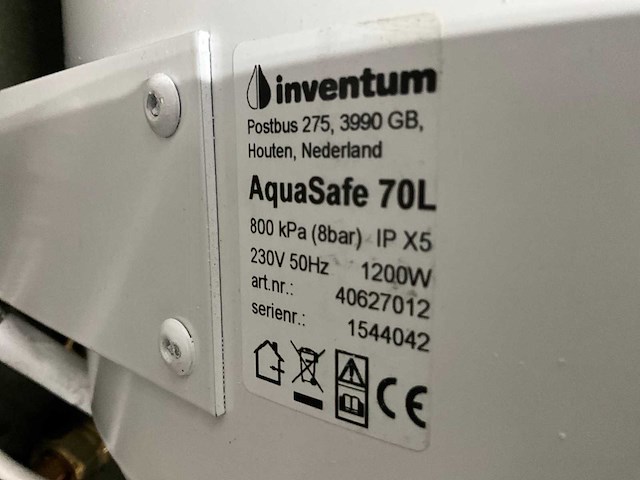 inventum
Postbus 275, 3990 GB,
Houten, Nederland
AquaSafe 70L
800 kPa (8bar) IP X5
230V 50Hz 1200W
art.nr.: 40627012
serienr.: 1544042
CE